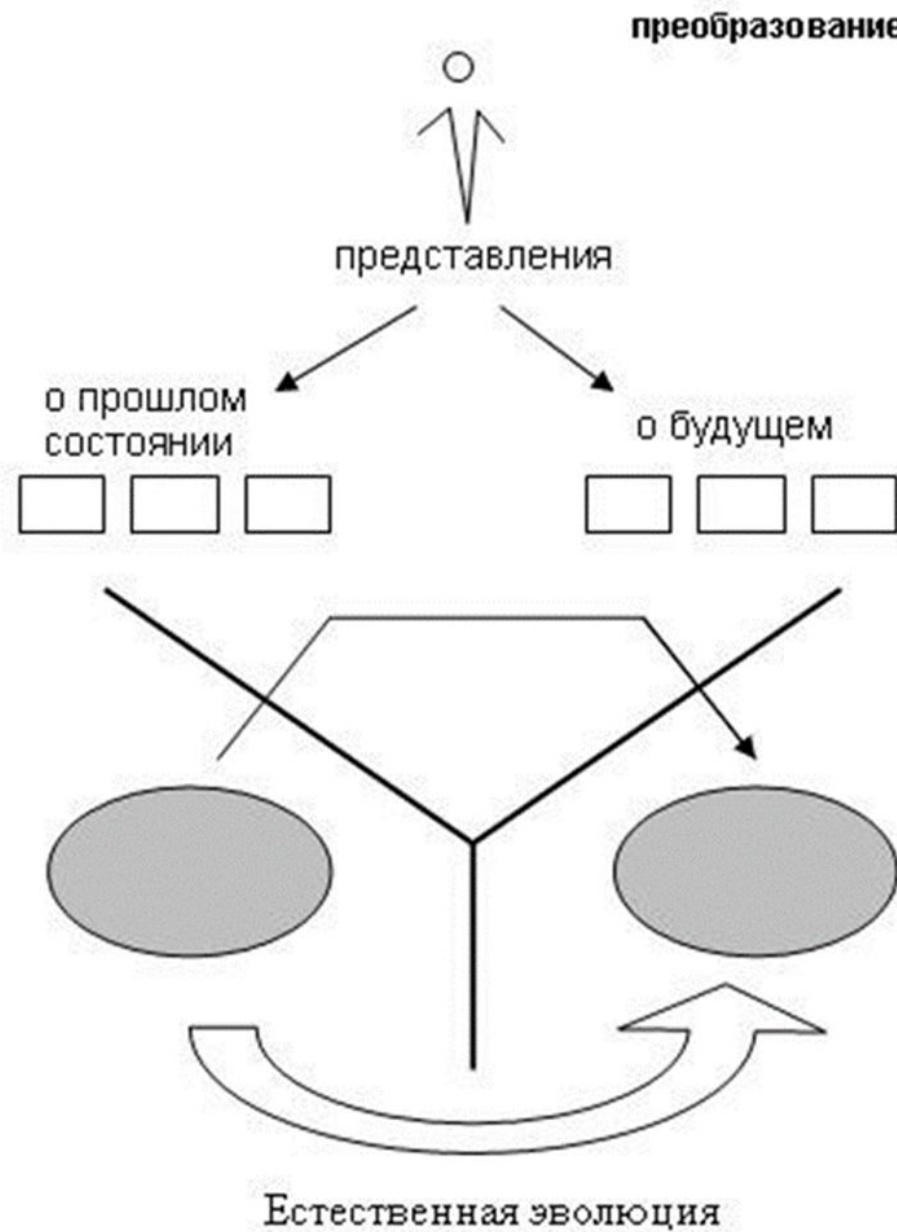 преобразование
представления
о прошлом
состоянии
о будущем
Естественная эволюция